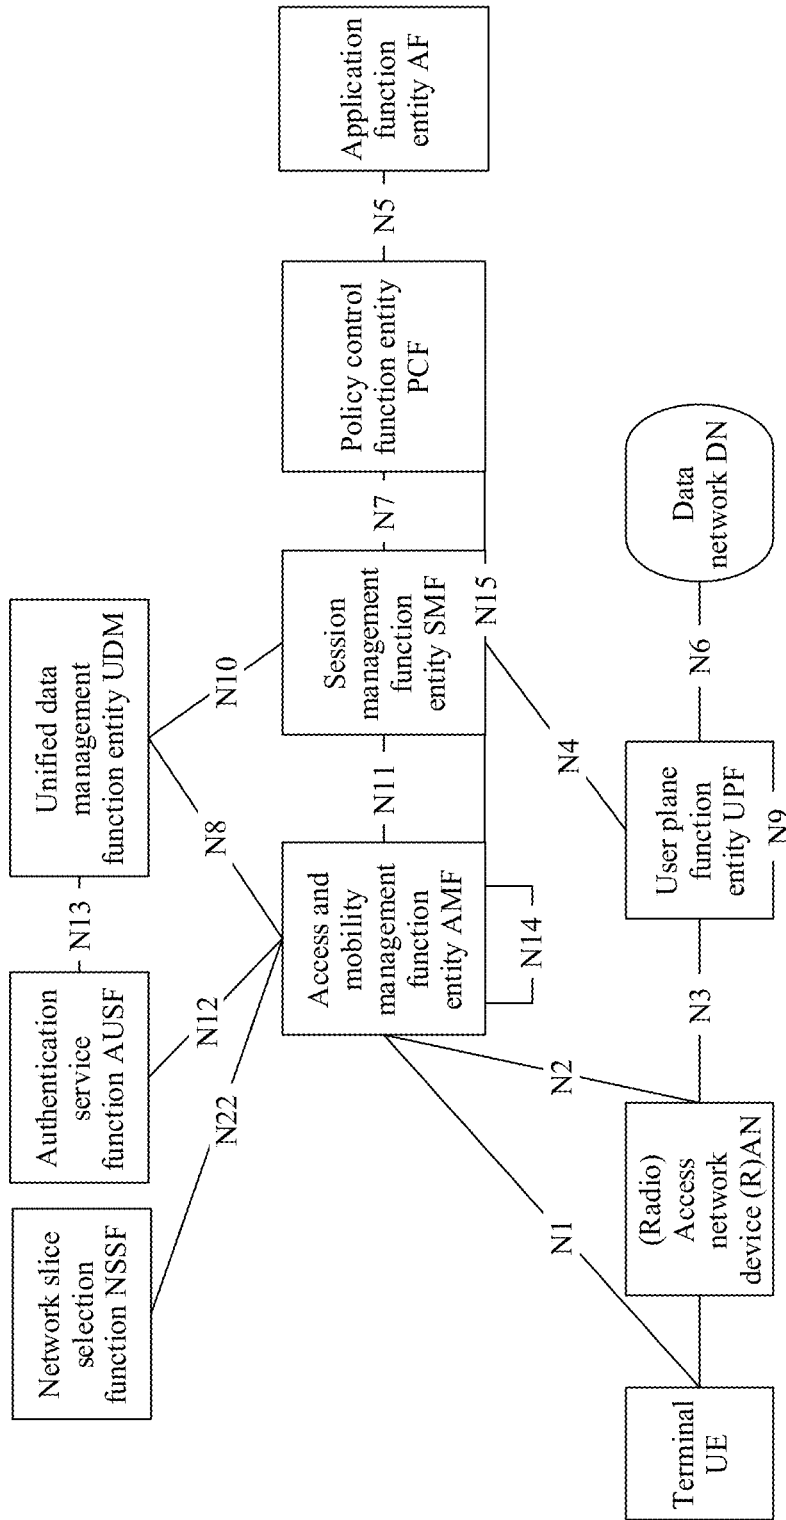 Network slice
selection
function NSSF
Authentication
service
function AUSF
N13
Unified data
management
function entity UDM
N22
N12
N8
N10
Access and
mobility
management
function
entity AMF
N11
Session
management
function
entity SMF
N7
Policy control
function entity
PCF
N5
Application
function
entity AF
N14
N15
N1
N2
N4
Terminal
UE
(Radio)
Access
network
device (R)AN
N3
User plane
function
entity UPF
N6
Data
network DN
N9